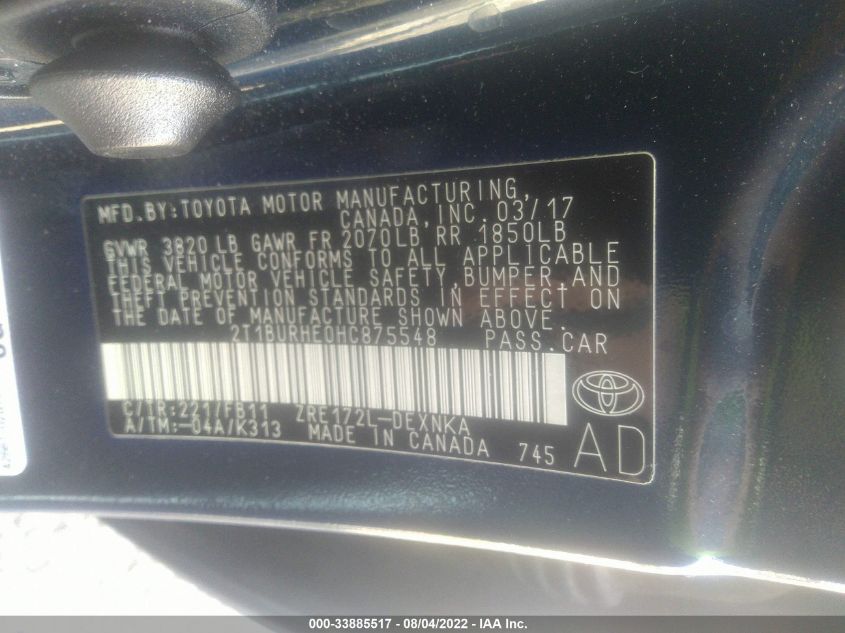 MFD.BY:TOYOTA MOTOR MANUFACTURING,
CANADA,INC. 03/17
GVWR 3820 LB GAWR FR 2070LB RR 1850LB
THIS VEHICLE CONFORMS TO ALL APPLICABLE
FEDERAL MOTOR VEHICLE SAFETY,BUMPER,AND
THEFT PREVENTION STANDARDS IN EFFECT ON
THE DATE OF MANUFACTURE SHOWN ABOVE.
2T1BURHE0HC875548 PASS.CAR
C/TR:221/FB11 ZRE172L-DEXNKA
A/TM:-04A/K313 MADE IN CANADA 745
AD
000-33885517 - 08/04/2022 - IAA Inc.